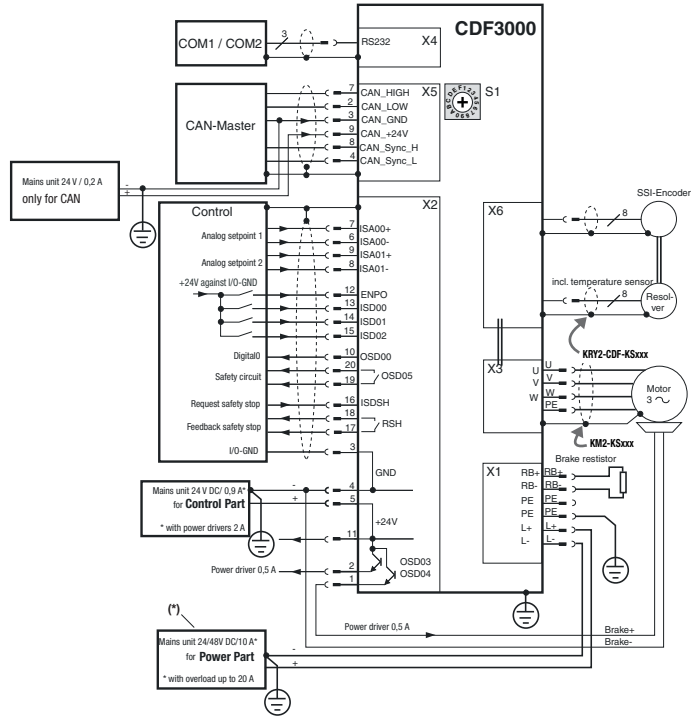 CDF3000
COM1 / COM2
3
RS232
X4
CAN-Master
7 CAN_HIGH
2 CAN_LOW
3 CAN_GND
9 CAN_+24V
8 CAN_Sync_H
4 CAN_Sync_L
X5
S1
Mains unit 24 V / 0,2 A
only for CAN
-
+
Control
X2
Analog setpoint 1
7 ISA00+
6 ISA00-
Analog setpoint 2
9 ISA01+
8 ISA01-
+24V against I/O-GND
12 ENPO
13 ISD00
14 ISD01
15 ISD02
Digital0
10 OSD00
Safety circuit
20
19
OSD05
Request safety stop
16 ISDSH
Feedback safety stop
18
17
RSH
I/O-GND
3
GND
Mains unit 24 V DC/ 0,9 A*
for Control Part
* with power drivers 2 A
-
+
4
5
+24V
11
Power driver 0,5 A
2
1
OSD03
OSD04
(*)
Mains unit 24/48V DC/10 A*
for Power Part
* with overload up to 20 A
-
+
Power driver 0,5 A
Brake+
Brake-
X6
SSI-Encoder
8
incl. temperature sensor
8
Resol-
ver
KRY2-CDF-KSxxx
X3
U U
V V
W W
PE
Motor
3
KM2-KSxxx
Brake restistor
X1
RB+ RB+
RB- RB-
PE PE
PE PE
L+ L+
L- L-